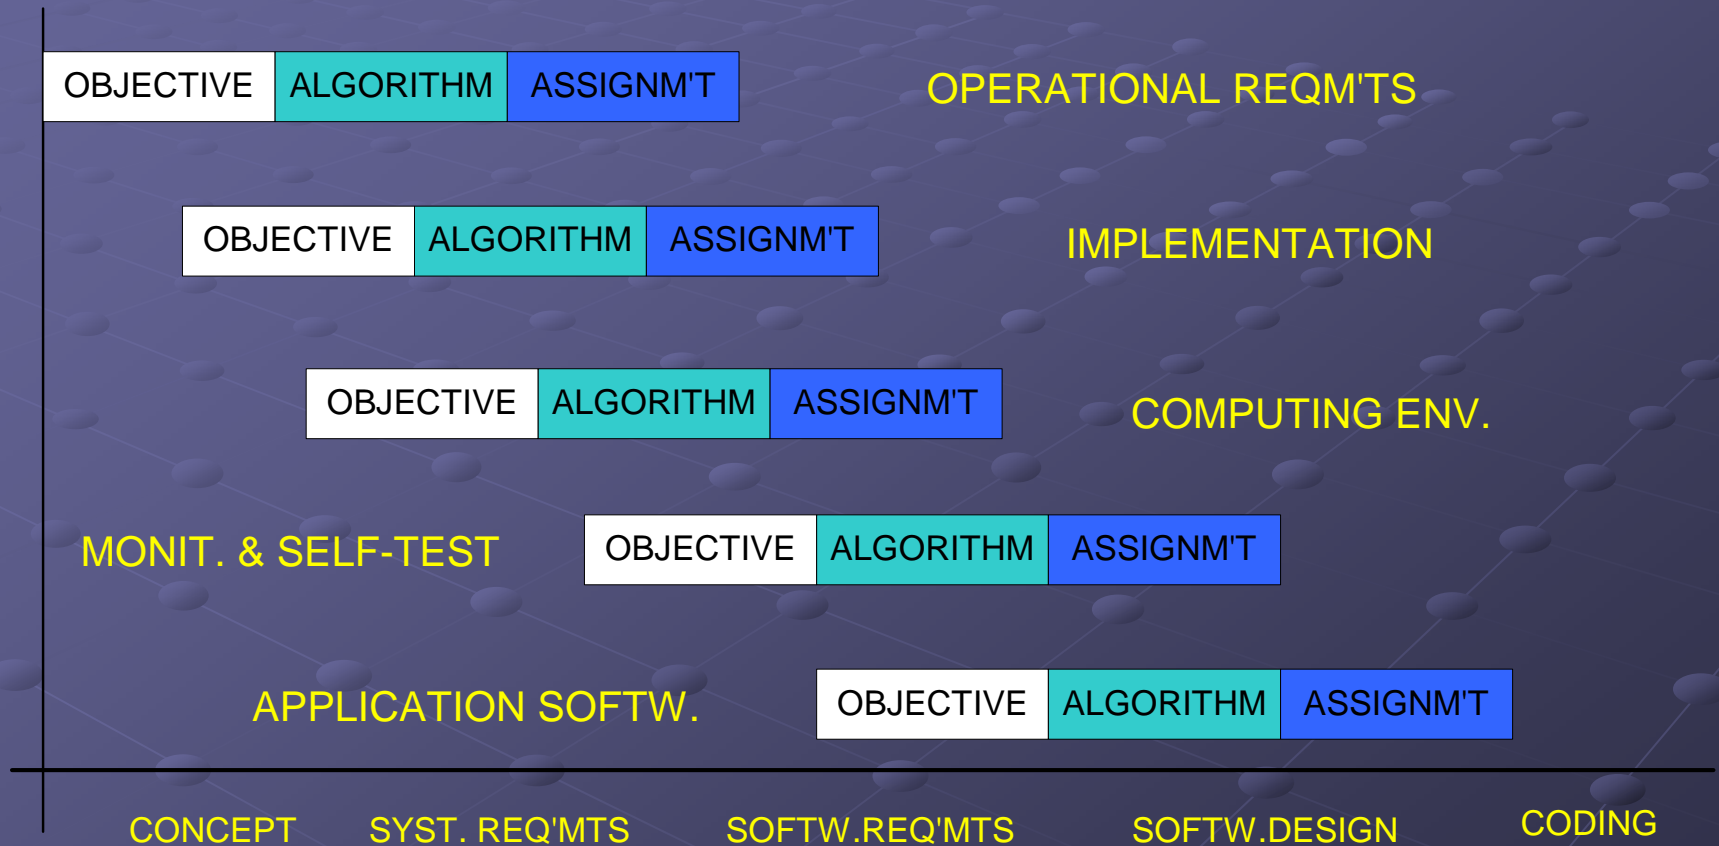 OBJECTIVE ALGORITHM ASSIGNM'T OPERATIONAL REQM'TS
OBJECTIVE ALGORITHM ASSIGNM'T IMPLEMENTATION
OBJECTIVE ALGORITHM ASSIGNM'T COMPUTING ENV.
MONIT. & SELF-TEST OBJECTIVE ALGORITHM ASSIGNM'T
APPLICATION SOFTW. OBJECTIVE ALGORITHM ASSIGNM'T
CONCEPT SYST. REQ'MTS SOFTW.REQ'MTS SOFTW.DESIGN CODING